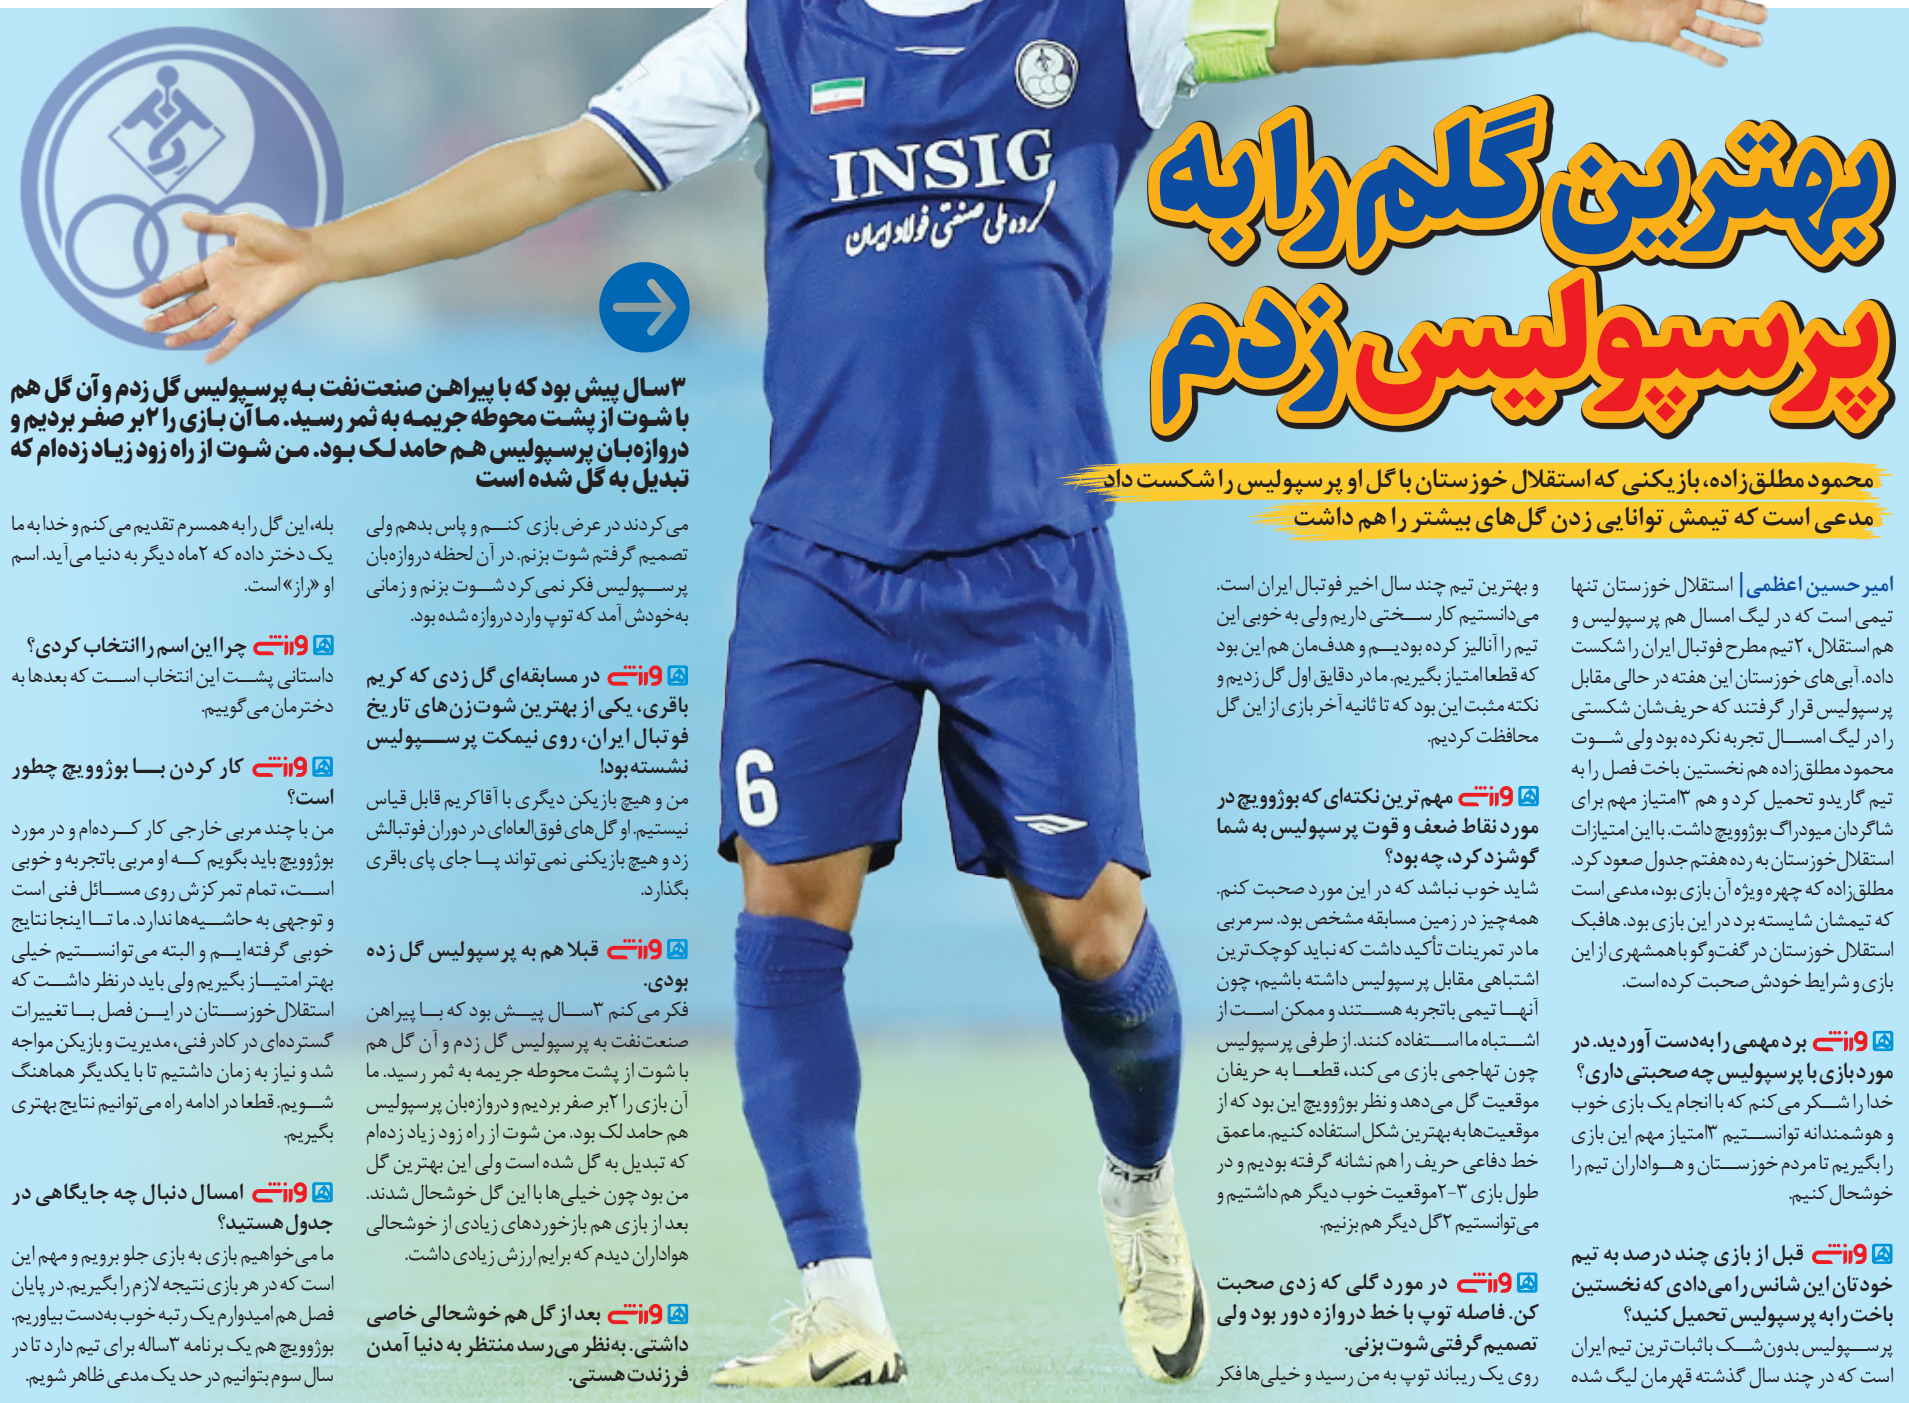 بهترین گلم را به
پرسپولیس زدم
محمود مطلق‌زاده، بازیکنی که استقلال خوزستان با گل او پرسپولیس را شکست داد
مدعی است که تیمش توانایی زدن گل‌های بیشتر را هم داشت
امیرحسین اعظمی| استقلال خوزستان تنها
تیمی است که در لیگ امسال هم پرسپولیس و
هم استقلال، ۲تیم مطرح فوتبال ایران را شکست
داده. آبی‌های خوزستان این هفته در حالی مقابل
پرسپولیس قرار گرفتند که حریف‌شان شکستی
را در لیگ امسال تجربه نکرده بود ولی شوت
محمود مطلق‌زاده هم نخستین باخت فصل را به
تیم گاریدو تحمیل کرد و هم ۳امتیاز مهم برای
شاگردان میودراگ بوژوویچ داشت. با این امتیازات
استقلال خوزستان به رده هفتم جدول صعود کرد.
مطلق‌زاده که چهره ویژه آن بازی بود، مدعی است
که تیمشان شایسته برد در این بازی بود. هافبک
استقلال خوزستان در گفت‌وگو با همشهری از این
بازی و شرایط خودش صحبت کرده است.
ورزشی برد مهمی را به‌دست آوردید. در
مورد بازی با پرسپولیس چه صحبتی داری؟
خدا را شکر می‌کنم که با انجام یک بازی خوب
و هوشمندانه توانستیم ۳امتیاز مهم این بازی
را بگیریم تا مردم خوزستان و هواداران تیم را
خوشحال کنیم.
ورزشی قبل از بازی چند درصد به تیم
خودتان این شانس را می‌دادی که نخستین
باخت را به پرسپولیس تحمیل کنید؟
پرسپولیس بدون‌شک باثبات‌ترین تیم ایران
است که در چند سال گذشته قهرمان لیگ شده
و بهترین تیم چند سال اخیر فوتبال ایران است.
می‌دانستیم کار سختی داریم ولی به خوبی این
تیم را آنالیز کرده بودیم و هدف‌مان هم این بود
که قطعا امتیاز بگیریم. ما در دقایق اول گل زدیم و
نکته مثبت این بود که تا ثانیه آخر بازی از این گل
محافظت کردیم.
ورزشی مهم‌ترین نکته‌ای که بوژوویچ در
مورد نقاط ضعف و قوت پرسپولیس به شما
گوشزد کرد، چه بود؟
شاید خوب نباشد که در این مورد صحبت کنم.
همه‌چیز در زمین مسابقه مشخص بود. سرمربی
ما در تمرینات تأکید داشت که نباید کوچک‌ترین
اشتباهی مقابل پرسپولیس داشته باشیم، چون
آنها تیمی باتجربه هستند و ممکن است از
اشتباه ما استفاده کنند. از طرفی پرسپولیس
چون تهاجمی بازی می‌کند، قطعا به حریفان
موقعیت گل می‌دهد و نظر بوژوویچ این بود که از
موقعیت‌ها به بهترین شکل استفاده کنیم. ما عمق
خط دفاعی حریف را هم نشانه گرفته بودیم و در
طول بازی ۳-۲موقعیت خوب دیگر هم داشتیم و
می‌توانستیم ۲گل دیگر هم بزنیم.
ورزشی در مورد گلی که زدی صحبت
کن. فاصله توپ با خط دروازه دور بود ولی
تصمیم گرفتی شوت بزنی.
روی یک ریباند توپ به من رسید و خیلی‌ها فکر
INSIG
گروه ملی صنعتی فولاد ایران
6
۳سال پیش بود که با پیراهن صنعت‌نفت به پرسپولیس گل زدم و آن گل هم
با شوت از پشت محوطه جریمه به ثمر رسید. ما آن بازی را ۲بر صفر بردیم و
دروازه‌بان پرسپولیس هم حامد لک بود. من شوت از راه زود زیاد زده‌ام که
تبدیل به گل شده است
می‌کردند در عرض بازی کنم و پاس بدهم ولی
تصمیم گرفتم شوت بزنم. در آن لحظه دروازه‌بان
پرسپولیس فکر نمی‌کرد شوت بزنم و زمانی
به‌خودش آمد که توپ وارد دروازه شده بود.
ورزشی در مسابقه‌ای گل زدی که کریم
باقری، یکی از بهترین شوت‌زن‌های تاریخ
فوتبال ایران، روی نیمکت پرسپولیس
نشسته بود!
من و هیچ بازیکن دیگری با آقاکریم قابل قیاس
نیستیم. او گل‌های فوق‌العاه‌ای در دوران فوتبالش
زد و هیچ بازیکنی نمی‌تواند پا جای پای باقری
بگذارد.
ورزشی قبلا هم به پرسپولیس گل زده
بودی.
فکر می‌کنم ۳سال پیش بود که با پیراهن
صنعت‌نفت به پرسپولیس گل زدم و آن گل هم
با شوت از پشت محوطه جریمه به ثمر رسید. ما
آن بازی را ۲بر صفر بردیم و دروازه‌بان پرسپولیس
هم حامد لک بود. من شوت از راه زود زیاد زده‌ام
که تبدیل به گل شده است ولی این بهترین گل
من بود چون خیلی‌ها با این گل خوشحال شدند.
بعد از بازی هم بازخوردهای زیادی از خوشحالی
هواداران دیدم که برایم ارزش زیادی داشت.
ورزشی بعد از گل هم خوشحالی خاصی
داشتی. به‌نظر می‌رسد منتظر به دنیا آمدن
فرزندت هستی.
بله، این گل را به همسرم تقدیم می‌کنم و خدا به ما
یک دختر داده که ۲ماه دیگر به دنیا می‌آید. اسم
او «راز» است.
ورزشی چرا این اسم را انتخاب کردی؟
داستانی پشت این انتخاب است که بعدها به
دخترمان می‌گوییم.
ورزشی کار کردن با بوژوویچ چطور
است؟
من با چند مربی خارجی کار کرده‌ام و در مورد
بوژوویچ باید بگویم که او مربی باتجربه و خوبی
است، تمام تمرکزش روی مسائل فنی است
و توجهی به حاشیه‌ها ندارد. ما تا اینجا نتایج
خوبی گرفته‌ایم و البته می‌توانستیم خیلی
بهتر امتیاز بگیریم ولی باید درنظر داشت که
استقلال‌خوزستان در این فصل با تغییرات
گسترده‌ای در کادر فنی، مدیریت و بازیکن مواجه
شد و نیاز به زمان داشتیم تا با یکدیگر هماهنگ
شویم. قطعا در ادامه راه می‌توانیم نتایج بهتری
بگیریم.
ورزشی امسال دنبال چه جایگاهی در
جدول هستید؟
ما می‌خواهیم بازی به بازی جلو برویم و مهم این
است که در هر بازی نتیجه لازم را بگیریم. در پایان
فصل هم امیدوارم یک رتبه خوب به‌دست بیاوریم.
بوژوویچ هم یک برنامه ۳ساله برای تیم دارد تا در
سال سوم بتوانیم در حد یک مدعی ظاهر شویم.